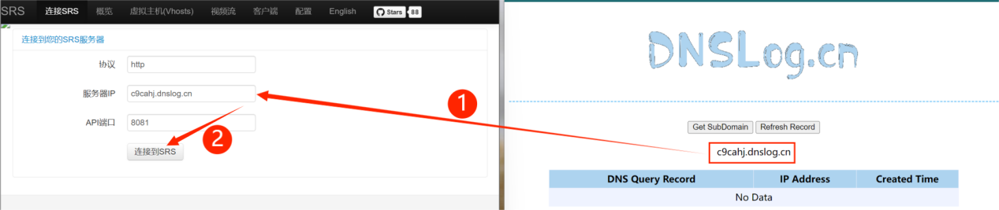 SRS 连接SRS 概览 虚拟主机(Vhosts) 视频流 客户端 配置 English Stars 88
连接到您的SRS服务器
协议 http
服务器IP c9cahj.dnslog.cn
API端口 8081
连接到SRS
1
2
DNSLog.cn
Get SubDomain Refresh Record
c9cahj.dnslog.cn
DNS Query Record IP Address Created Time
No Data